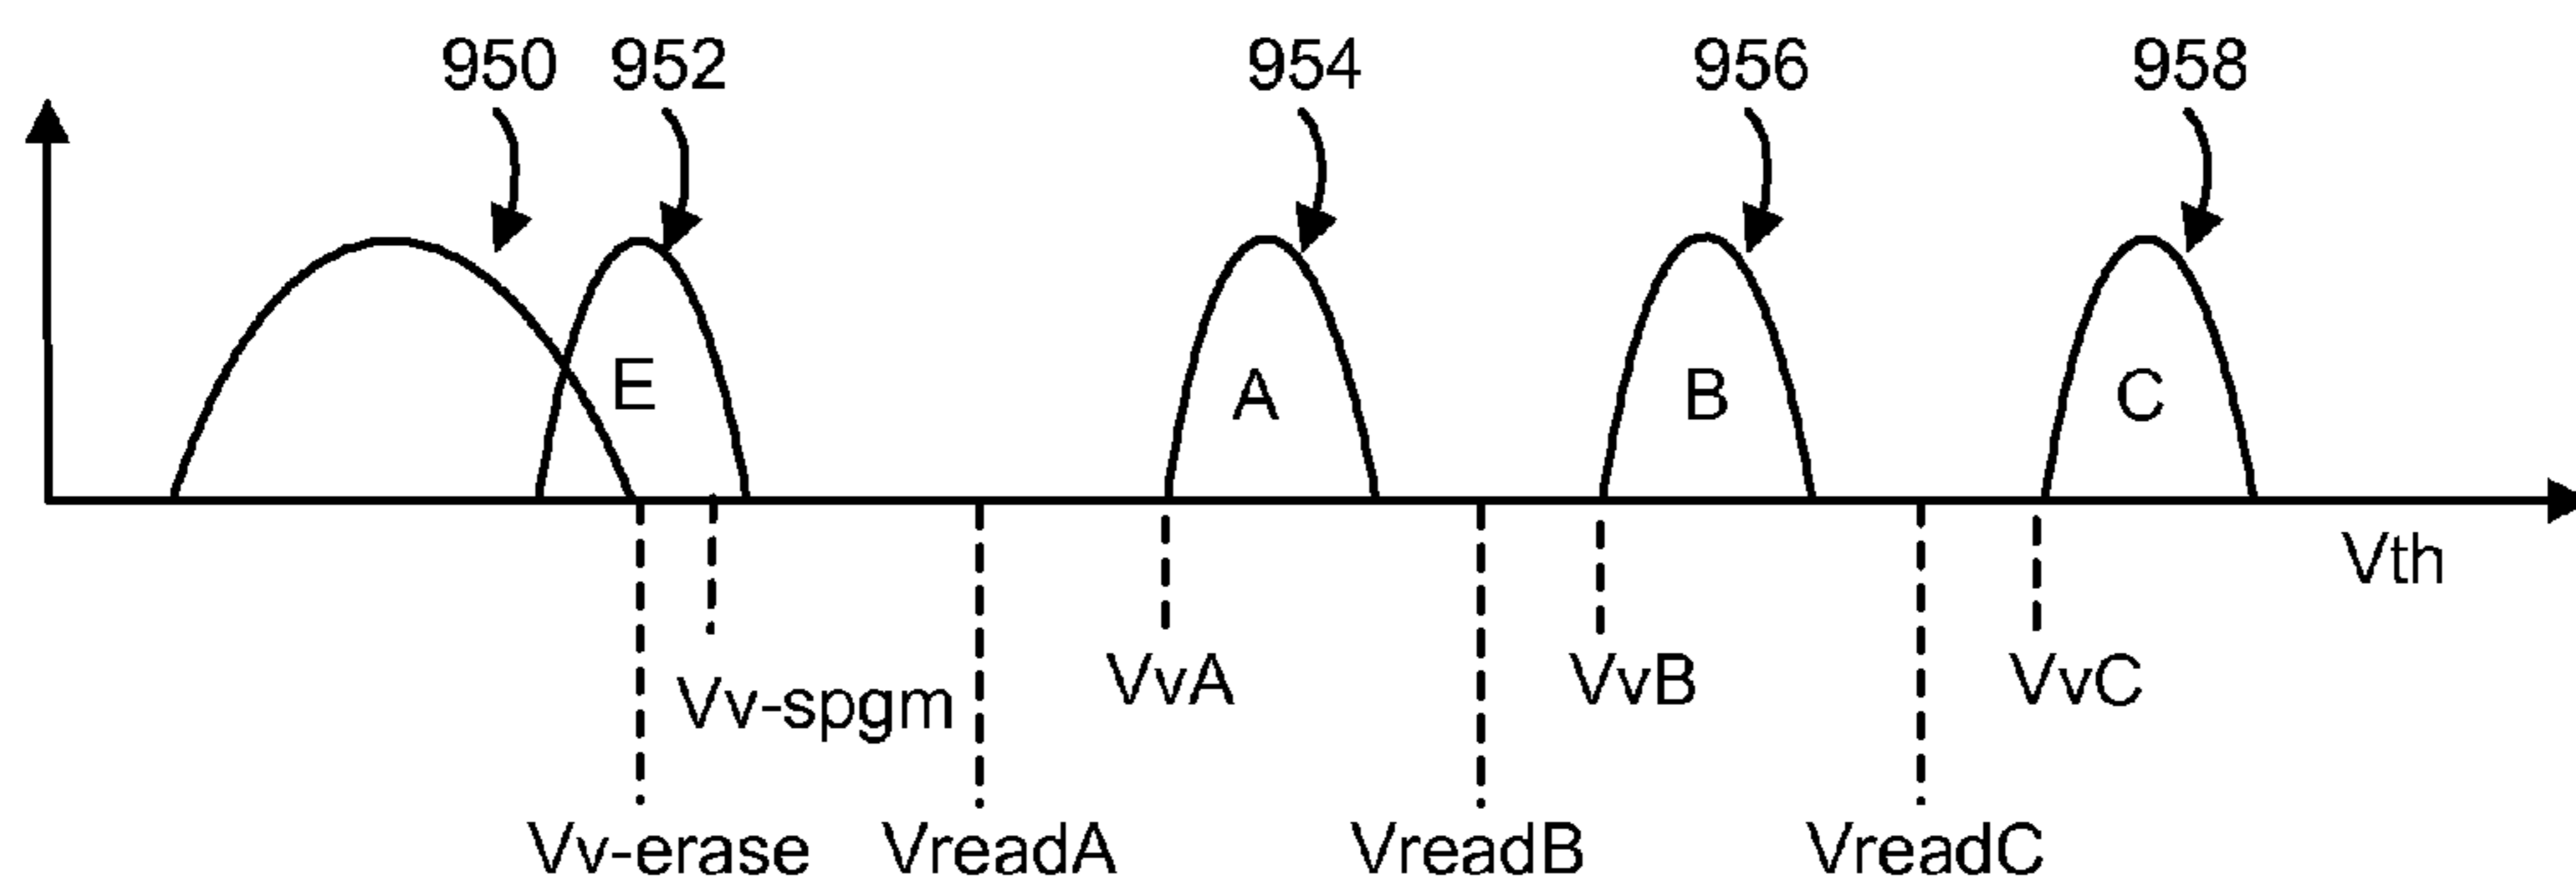 950 952 954 956 958
E A B C
Vth
VvA VvB VvC
Vv-spgm
Vv-erase VreadA VreadB VreadC